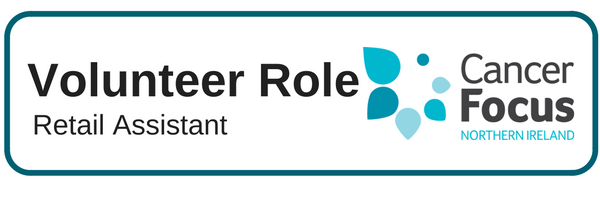 Volunteer Role
Retail Assistant
Cancer
Focus
NORTHERN IRELAND